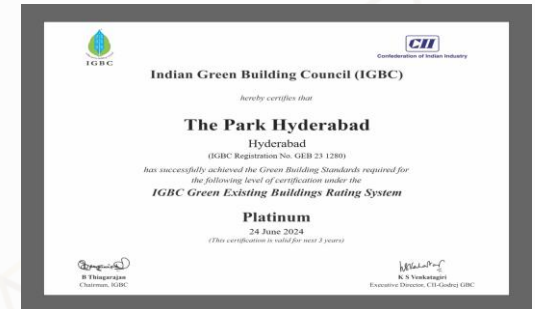 IGBC
CII
Confederation of Indian Industry
Indian Green Building Council (IGBC)
hereby certifies that
The Park Hyderabad
Hyderabad
(IGBC Registration No. GEB 23 1280)
has successfully achieved the Green Building Standards required for
the following level of certification under the
IGBC Green Existing Buildings Rating System
Platinum
24 June 2024
(This certification is valid for next 3 years)
B Thiagarajan
Chairman, IGBC
K S Venkatagiri
Executive Director, CII-Godrej GBC